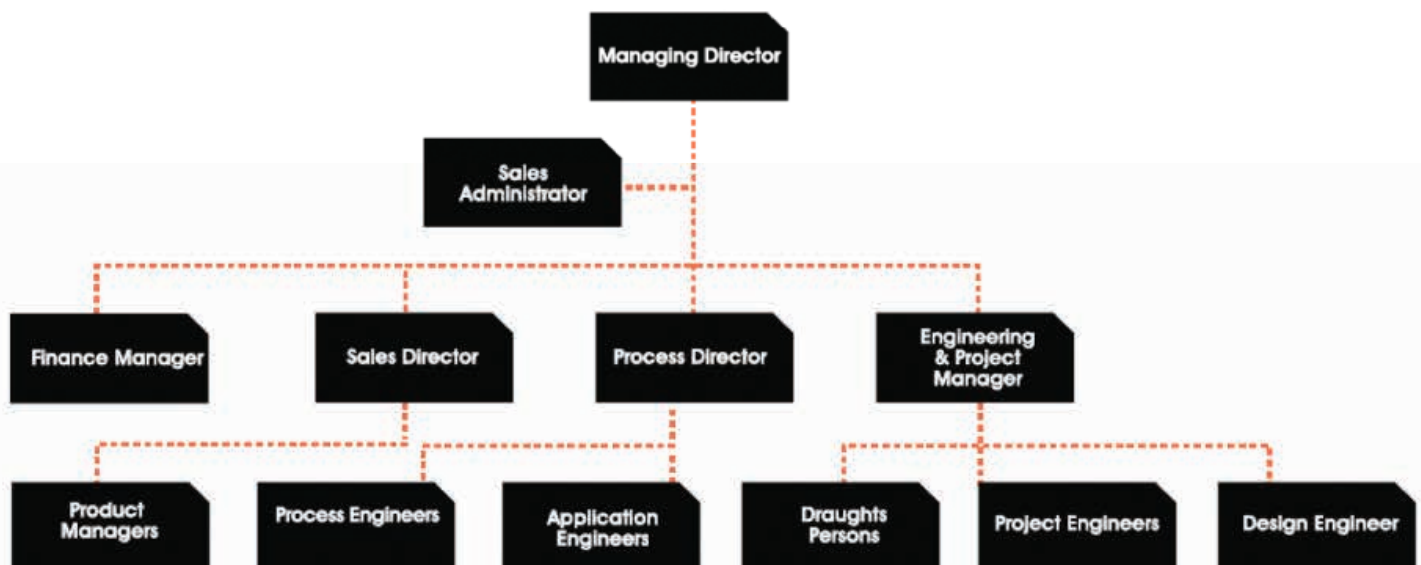 Managing Director
Sales
Administrator
Finance Manager
Sales Director
Process Director
Engineering
& Project
Manager
Product
Managers
Process Engineers
Application
Engineers
Draughts
Persons
Project Engineers
Design Engineer